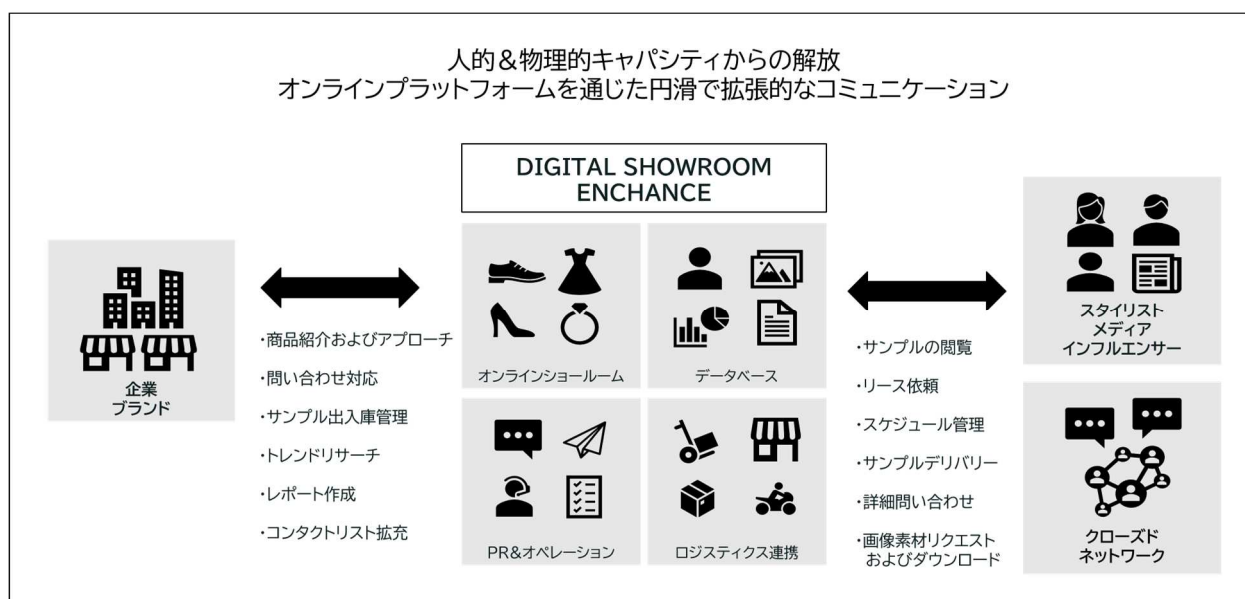 人的＆物理的キャパシティからの解放
オンラインプラットフォームを通じた円滑で拡張的なコミュニケーション
DIGITAL SHOWROOM
ENCHANCE
企業
ブランド
・商品紹介およびアプローチ
・問い合わせ対応
・サンプル出入庫管理
・トレンドリサーチ
・レポート作成
・コンタクトリスト拡充
オンラインショールーム
データベース
PR＆オペレーション
ロジスティクス連携
・サンプルの閲覧
・リース依頼
・スケジュール管理
・サンプルデリバリー
・詳細問い合わせ
・画像素材リクエスト
およびダウンロード
スタイリスト
メディア
インフルエンサー
クローズド
ネットワーク